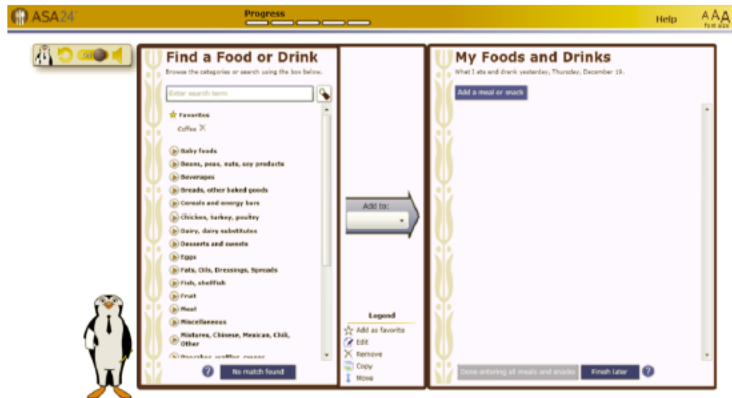 ASA24
Progress
Help
A A A
font size
Find a Food or Drink
Browse the categories or search using the box below.
Enter search term
Favorites
Coffee
Baby foods
Beans, peas, nuts, soy products
Beverages
Breads, other baked goods
Cereals and energy bars
Chicken, turkey, poultry
Dairy, dairy substitutes
Desserts and sweets
Eggs
Fats, Oils, Dressings, Spreads
Fish, shellfish
Fruit
Meat
Miscellaneous
Mixtures, Chinese, Mexican, Chili,
Other
?
No match found
Add to:
Legend
Add as favorite
Edit
Remove
Copy
Move
My Foods and Drinks
What I ate and drank yesterday, Thursday, December 19.
Add a meal or snack
Done entering all meals and snacks
Finish later
?